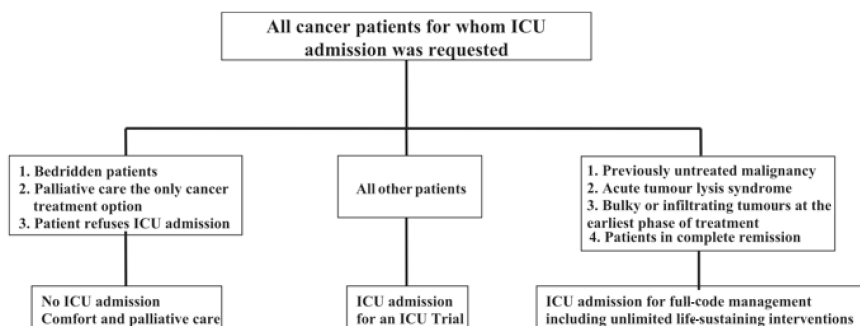 All cancer patients for whom ICU
admission was requested
1. Bedridden patients
2. Palliative care the only cancer
treatment option
3. Patient refuses ICU admission
All other patients
1. Previously untreated malignancy
2. Acute tumour lysis syndrome
3. Bulky or infiltrating tumours at the
earliest phase of treatment
4. Patients in complete remission
No ICU admission
Comfort and palliative care
ICU admission
for an ICU Trial
ICU admission for full-code management
including unlimited life-sustaining interventions